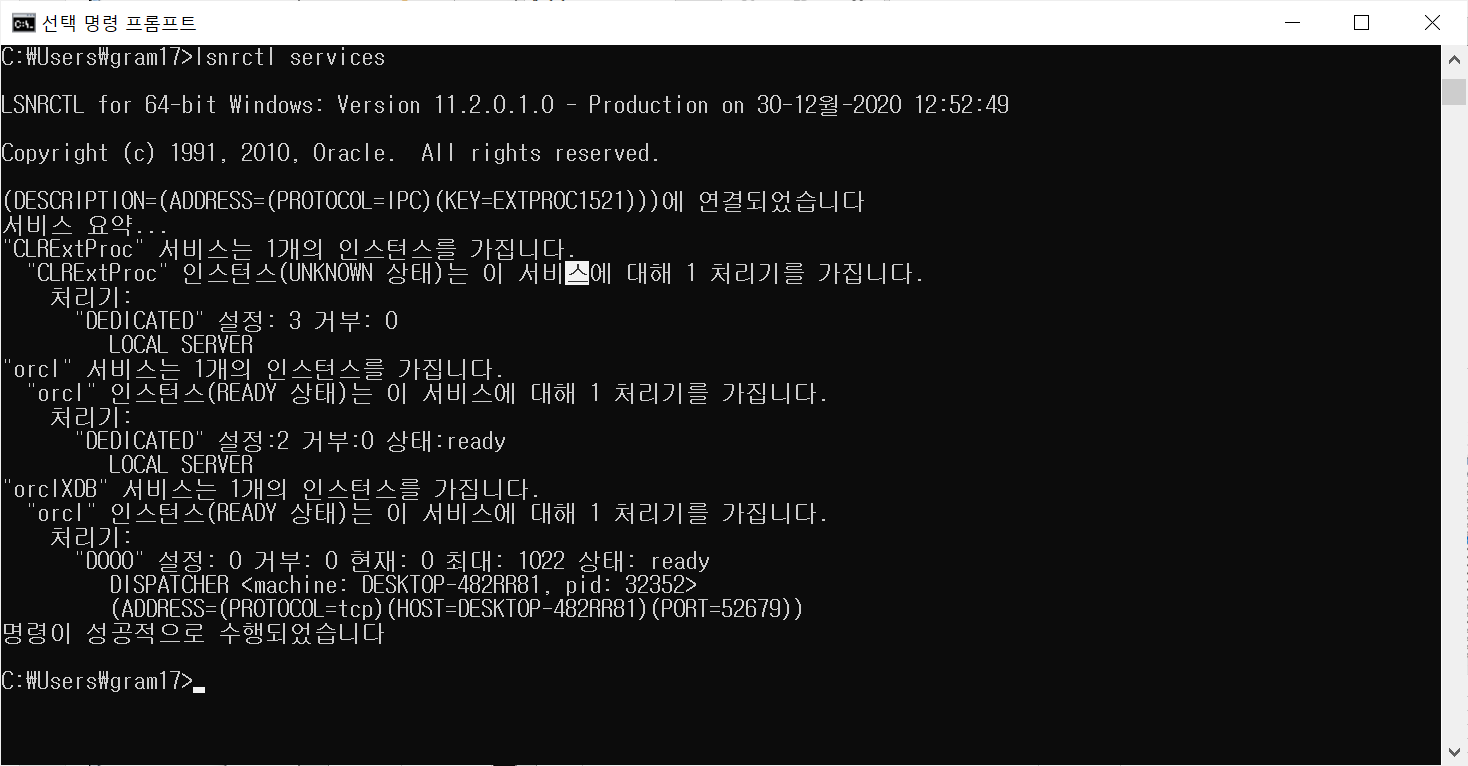 선택 명령 프롬프트
C:₩Users₩gram17>lsnrctl services
LSNRCTL for 64-bit Windows: Version 11.2.0.1.0 - Production on 30-12월-2020 12:52:49
Copyright (c) 1991, 2010, Oracle.  All rights reserved.
(DESCRIPTION=(ADDRESS=(PROTOCOL=IPC)(KEY=EXTPROC1521)))에 연결되었습니다
서비스 요약...
"CLRExtProc" 서비스는 1개의 인스턴스를 가집니다.
  "CLRExtProc" 인스턴스(UNKNOWN 상태)는 이 서비스에 대해 1 처리기를 가집니다.
    처리기:
      "DEDICATED" 설정: 3 거부: 0
         LOCAL SERVER
"orcl" 서비스는 1개의 인스턴스를 가집니다.
  "orcl" 인스턴스(READY 상태)는 이 서비스에 대해 1 처리기를 가집니다.
    처리기:
      "DEDICATED" 설정:2 거부:0 상태:ready
         LOCAL SERVER
"orclXDB" 서비스는 1개의 인스턴스를 가집니다.
  "orcl" 인스턴스(READY 상태)는 이 서비스에 대해 1 처리기를 가집니다.
    처리기:
      "D000" 설정: 0 거부: 0 현재: 0 최대: 1022 상태: ready
         DISPATCHER <machine: DESKTOP-482RR81, pid: 32352>
         (ADDRESS=(PROTOCOL=tcp)(HOST=DESKTOP-482RR81)(PORT=52679))
명령이 성공적으로 수행되었습니다
C:₩Users₩gram17>